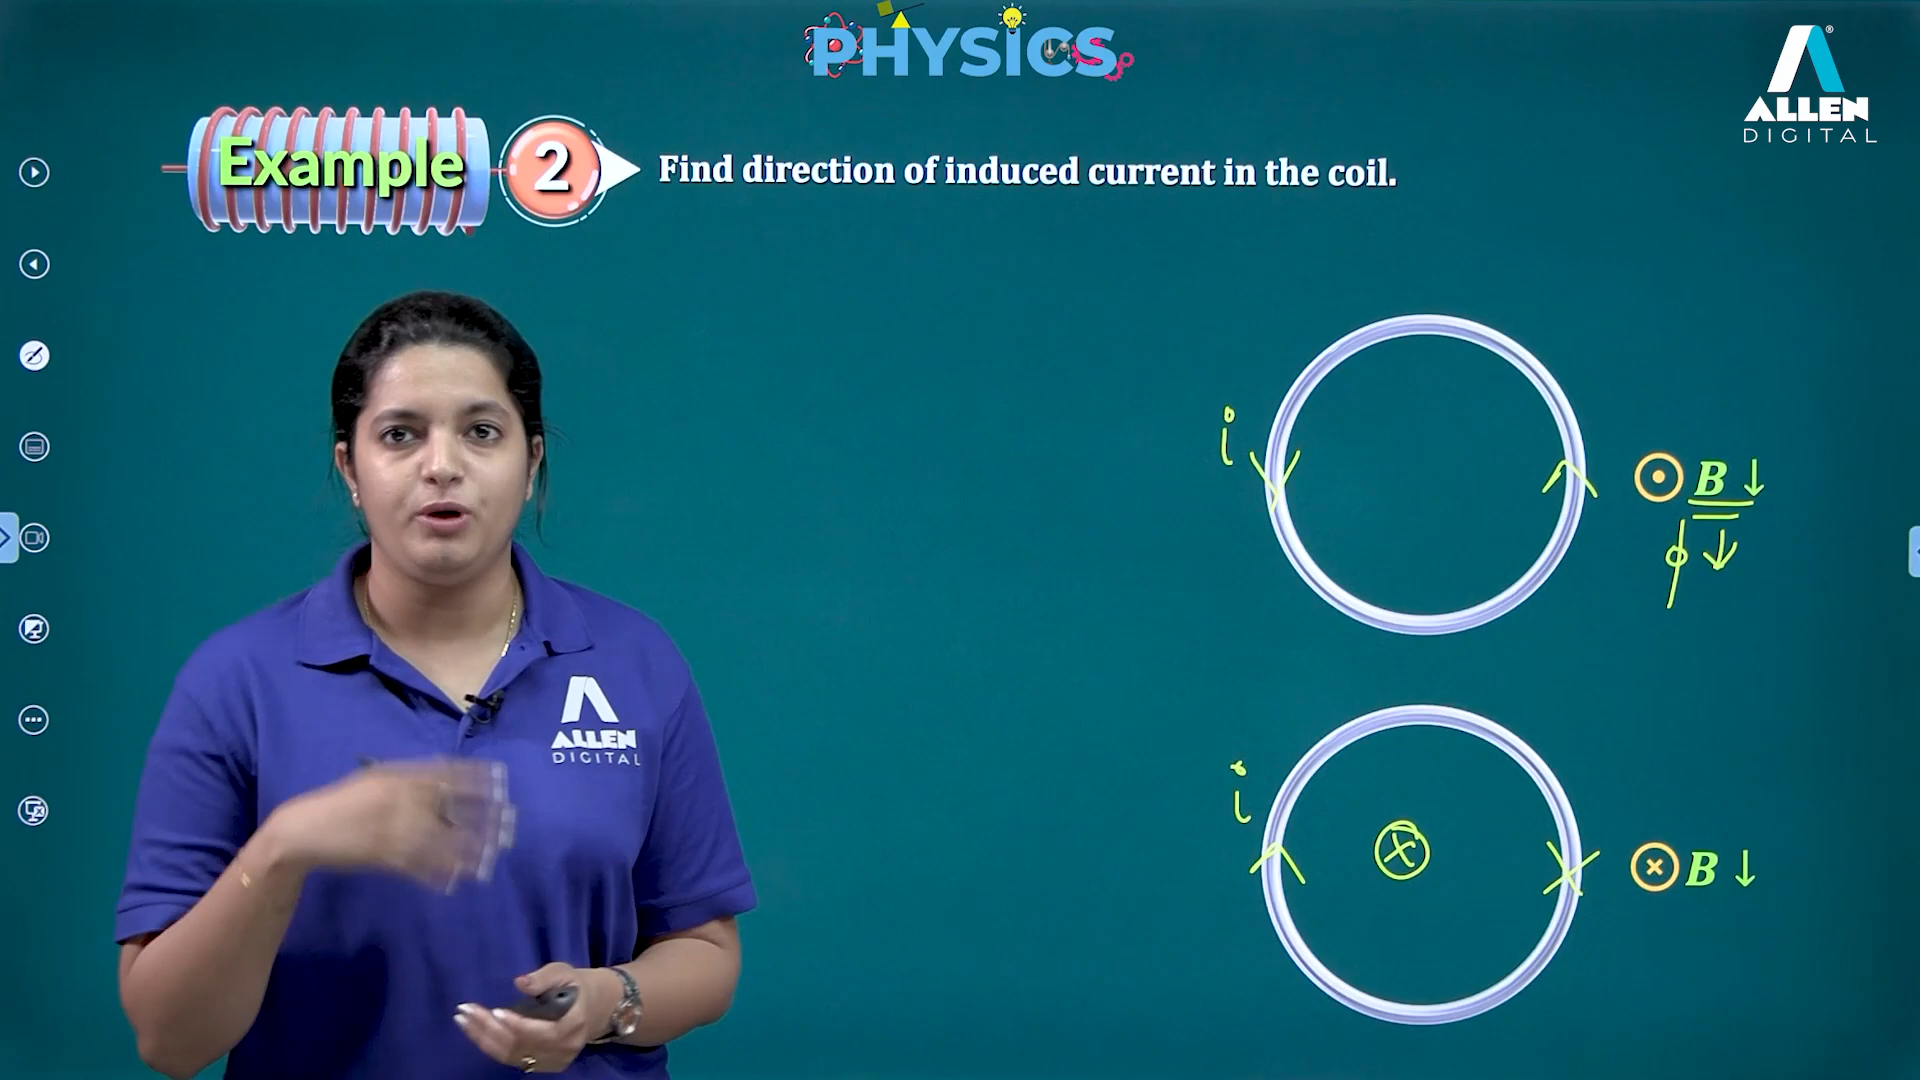 PHYSICS
ALLEN
DIGITAL
Example 2 Find direction of induced current in the coil.
i
B ↓
ϕ ↓
ALLEN
DIGITAL
i
B ↓